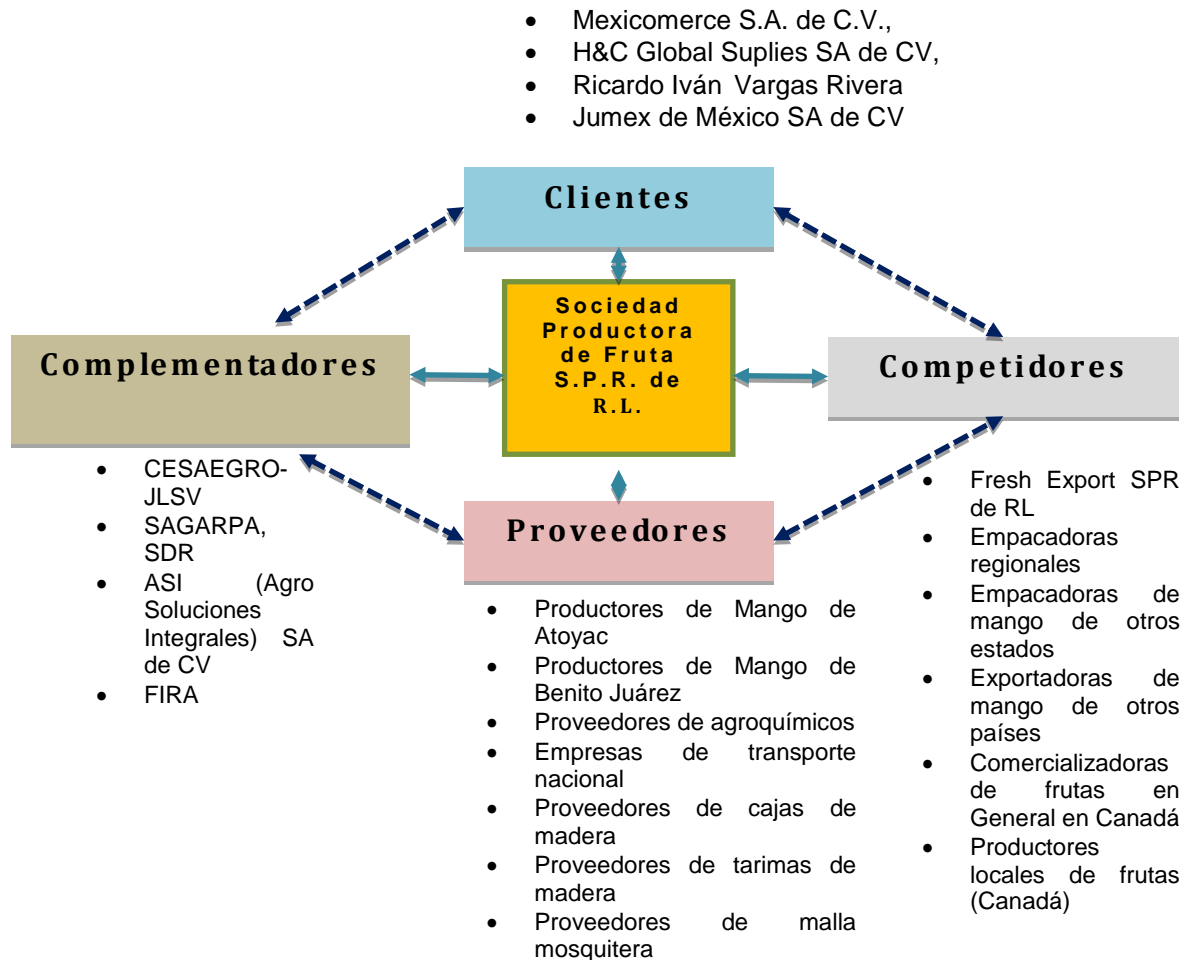 • Mexicomerce S.A. de C.V.,
• H&C Global Suplies SA de CV,
• Ricardo Iván Vargas Rivera
• Jumex de México SA de CV
Clientes
Sociedad
Productora
de Fruta
S.P.R. de
R.L.
Complementadores
Competidores
Proveedores
• CESAEGRO-
JLSV
• SAGARPA,
SDR
• ASI (Agro
Soluciones
Integrales) SA
de CV
• FIRA
• Productores de Mango de
Atoyac
• Productores de Mango de
Benito Juárez
• Proveedores de agroquímicos
• Empresas de transporte
nacional
• Proveedores de cajas de
madera
• Proveedores de tarimas de
madera
• Proveedores de malla
mosquitera
• Fresh Export SPR
de RL
• Empacadoras
regionales
• Empacadoras de
mango de otros
estados
• Exportadoras de
mango de otros
países
• Comercializadoras
de frutas en
General en Canadá
• Productores
locales de frutas
(Canadá)